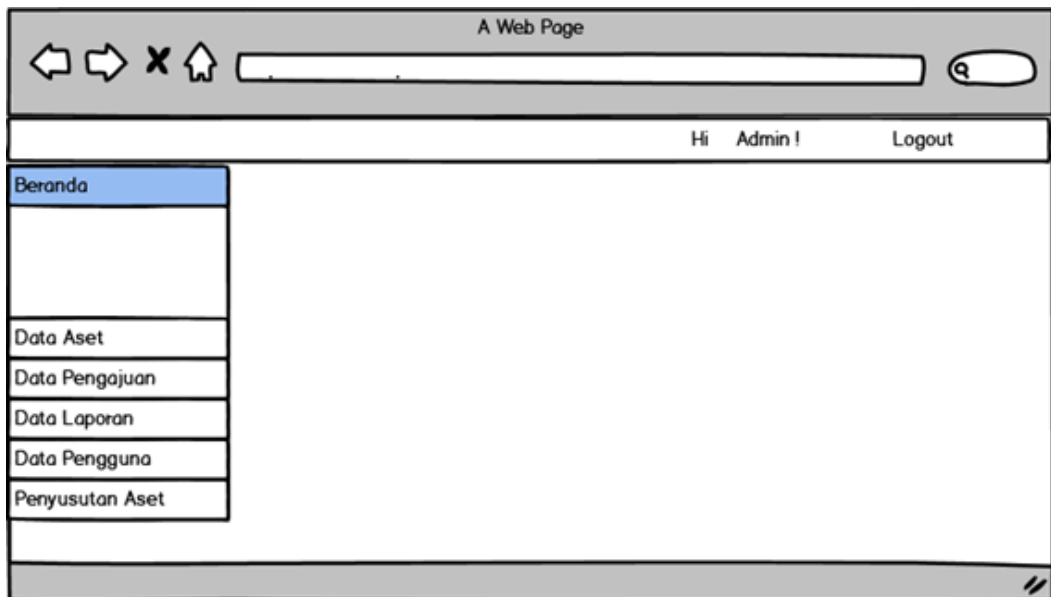 A Web Page
Hi Admin ! Logout
Beranda
Data Aset
Data Pengajuan
Data Laporan
Data Pengguna
Penyusutan Aset